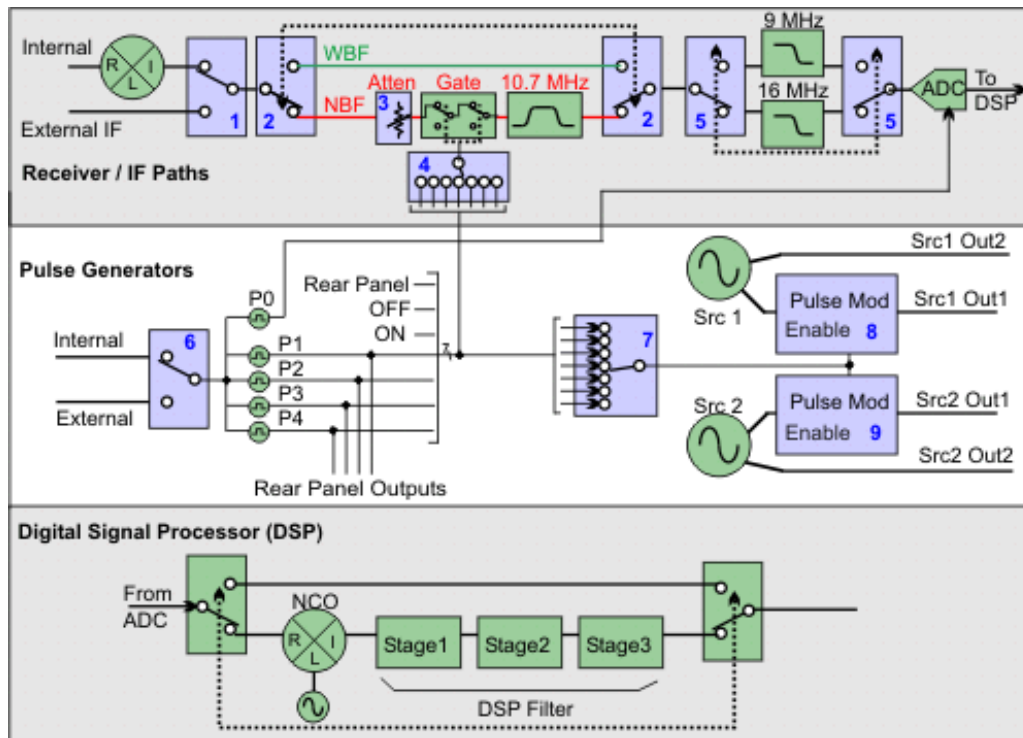 Internal
R I
L
External IF
1
2
WBF
NBF
Atten
3
Gate
10.7 MHz
2
5
9 MHz
16 MHz
5
ADC
To
DSP
4
Receiver / IF Paths
Pulse Generators
Internal
External
6
P0
P1
P2
P3
P4
Rear Panel
OFF
ON
7
Rear Panel Outputs
7
Src 1
Src1 Out2
Pulse Mod
Enable 8
Src1 Out1
Src 2
Pulse Mod
Enable 9
Src2 Out1
Src2 Out2
Digital Signal Processor (DSP)
From
ADC
NCO
R I
L
Stage1
Stage2
Stage3
DSP Filter